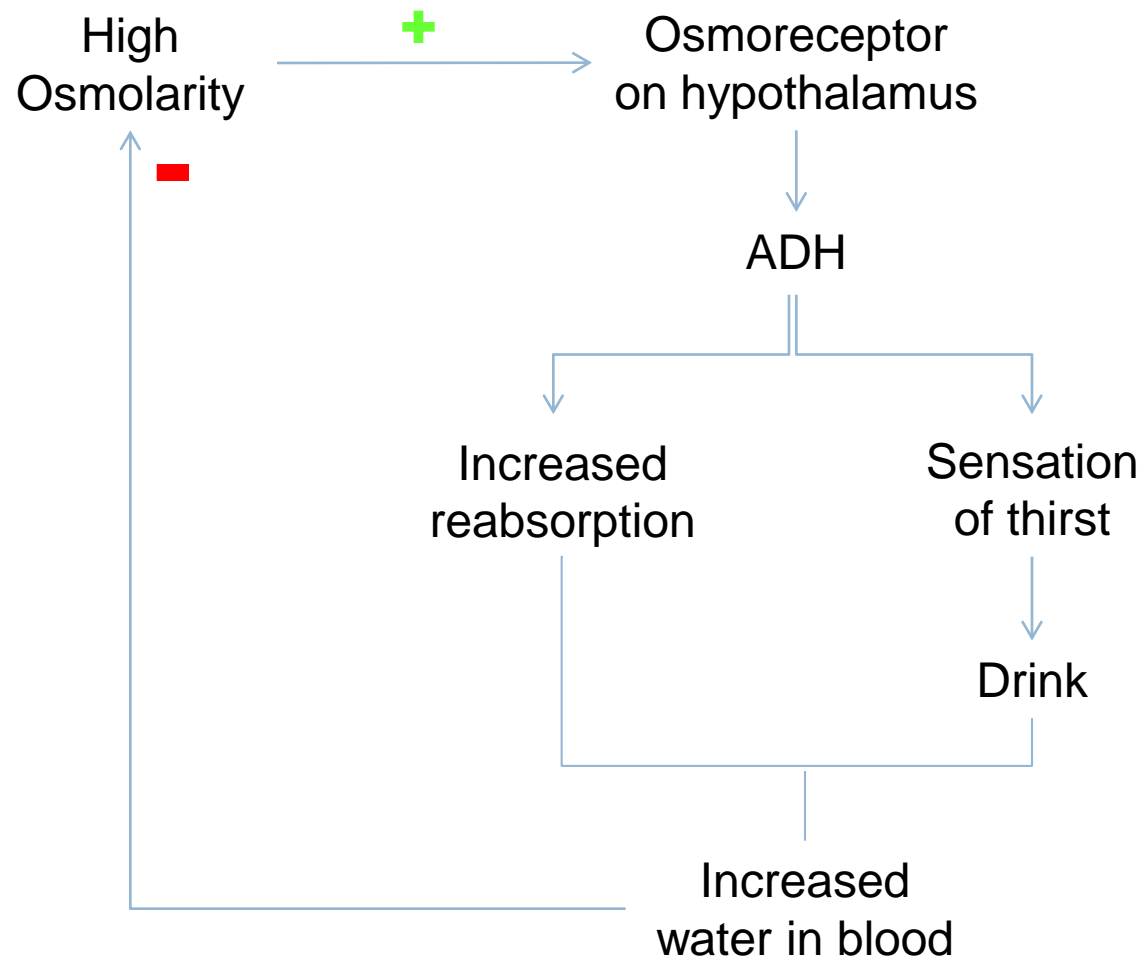 High
Osmolarity
+
Osmoreceptor
on hypothalamus
-
ADH
Increased
reabsorption
Sensation
of thirst
Drink
Increased
water in blood